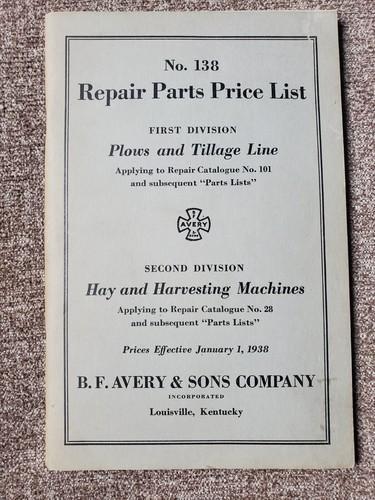 No. 138
Repair Parts Price List
FIRST DIVISION
Plows and Tillage Line
Applying to Repair Catalogue No. 101
and subsequent "Parts Lists"
AVERY
SECOND DIVISION
Hay and Harvesting Machines
Applying to Repair Catalogue No. 28
and subsequent "Parts Lists"
Prices Effective January 1, 1938
B. F. AVERY & SONS COMPANY
INCORPORATED
Louisville, Kentucky